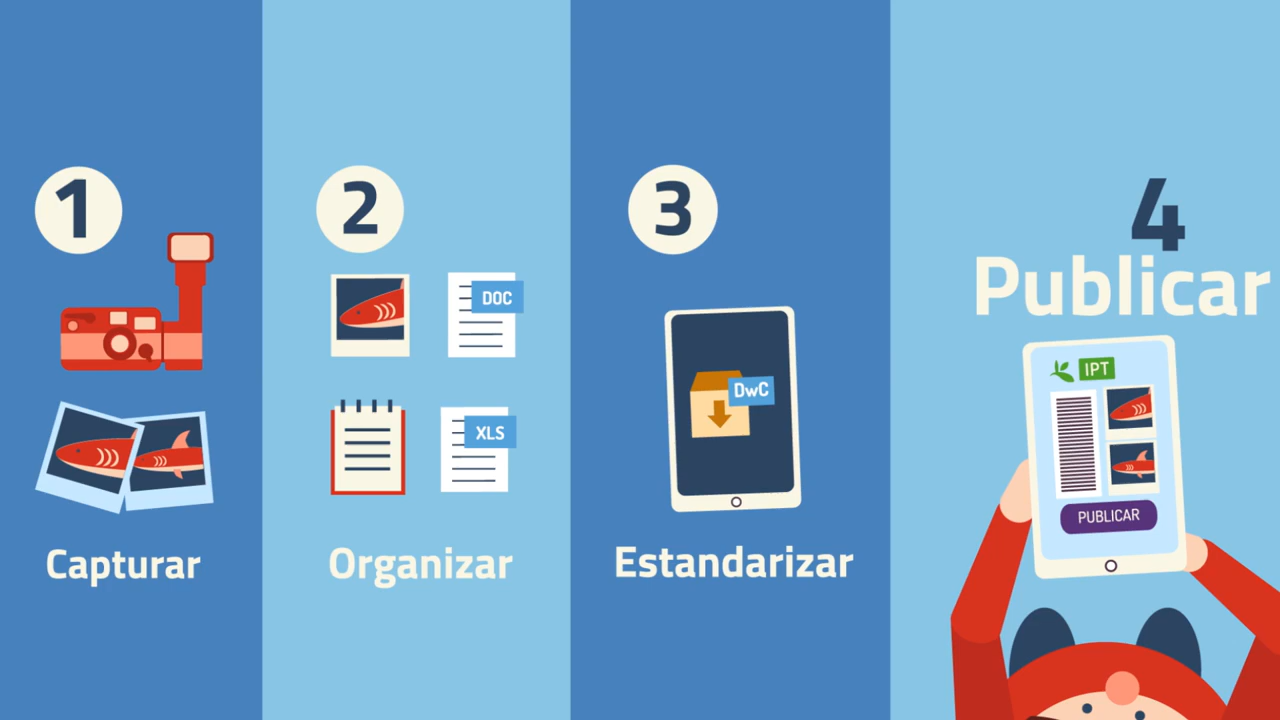 1
Capturar
2
DOC
XLS
Organizar
3
DwC
Estandarizar
4
Publicar
IPT
PUBLICAR